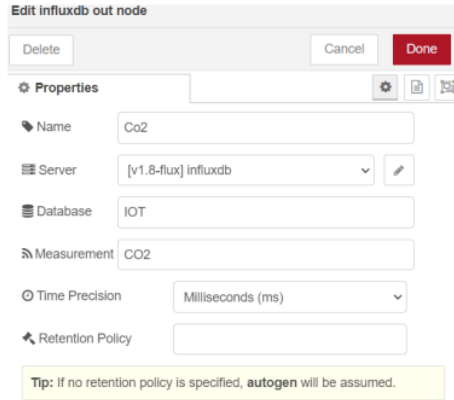 Edit influxdb out node
Delete Cancel Done
Properties
Name Co2
Server [v1.8-flux] influxdb
Database IOT
Measurement CO2
Time Precision Milliseconds (ms)
Retention Policy
Tip: If no retention policy is specified, autogen will be assumed.